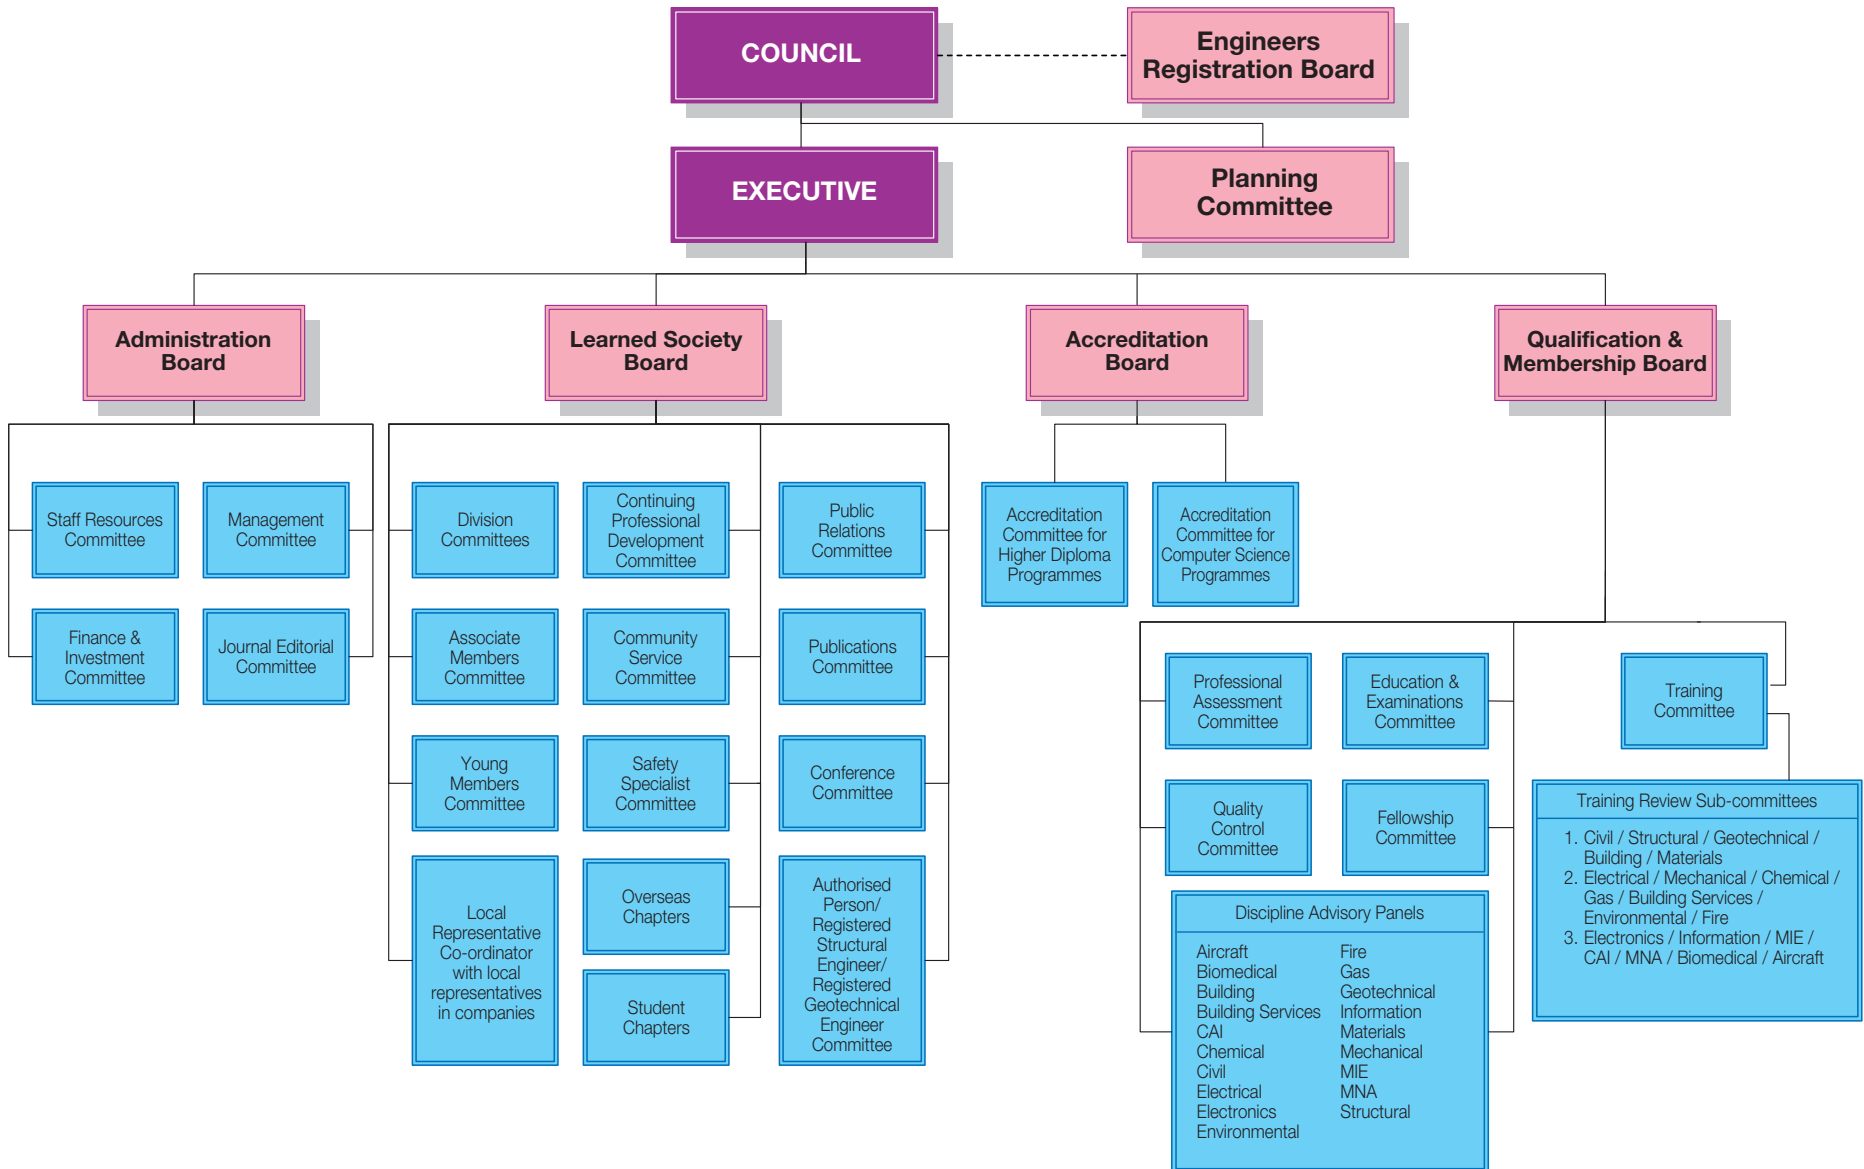 COUNCIL
Engineers
Registration Board
EXECUTIVE
Planning
Committee
Administration
Board
Learned Society
Board
Accreditation
Board
Qualification &
Membership Board
Staff Resources
Committee
Management
Committee
Finance &
Investment
Committee
Journal Editorial
Committee
Division
Committees
Continuing
Professional
Development
Committee
Public
Relations
Committee
Associate
Members
Committee
Community
Service
Committee
Publications
Committee
Young
Members
Committee
Safety
Specialist
Committee
Conference
Committee
Local
Representative
Co-ordinator
with local
representatives
in companies
Overseas
Chapters
Student
Chapters
Authorised
Person/
Registered
Structural
Engineer/
Registered
Geotechnical
Engineer
Committee
Accreditation
Committee for
Higher Diploma
Programmes
Accreditation
Committee for
Computer Science
Programmes
Professional
Assessment
Committee
Education &
Examinations
Committee
Training
Committee
Quality
Control
Committee
Fellowship
Committee
Training Review Sub-committees
1. Civil / Structural / Geotechnical /
Building / Materials
2. Electrical / Mechanical / Chemical /
Gas / Building Services /
Environmental / Fire
3. Electronics / Information / MIE /
CAI / MNA / Biomedical / Aircraft
Discipline Advisory Panels
Aircraft
Biomedical
Building
Building Services
CAI
Chemical
Civil
Electrical
Electronics
Environmental
Fire
Gas
Geotechnical
Information
Materials
Mechanical
MIE
MNA
Structural